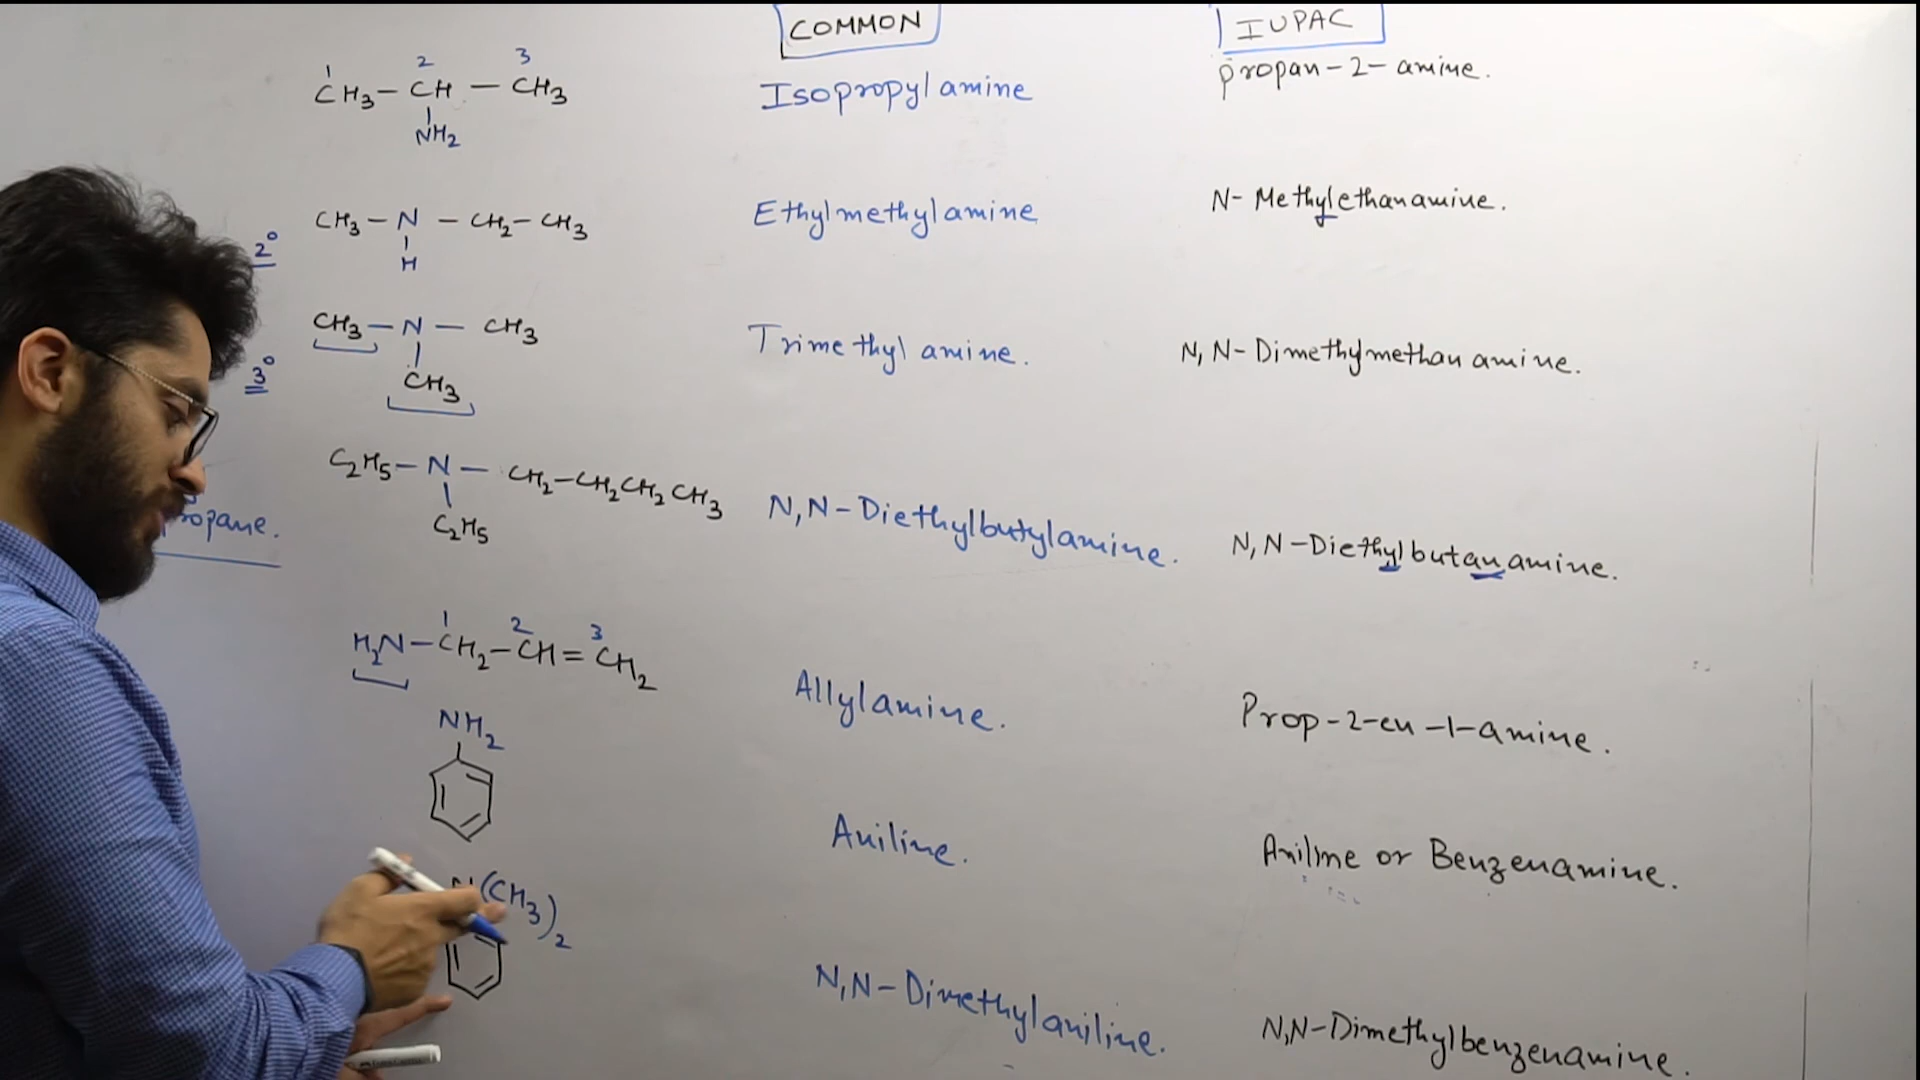 COMMON IUPAC
1 2 3
CH3 – CH – CH3 Isopropylamine propan-2-amine.
NH2
CH3 – N – CH2 – CH3 Ethylmethylamine N-Methylethanamine.
2° H
CH3 – N – CH3 Trimethylamine. N,N-Dimethylmethanamine.
3° CH3
C2H5 – N – CH2–CH2CH2CH3 N,N-Diethylbutylamine. N,N-Diethylbutanamine.
C2H5
ropane.
1 2 3
H2N – CH2 – CH = CH2 Allylamine. Prop-2-en-1-amine.
NH2
Aniline. Aniline or Benzenamine.
N(CH3)2
N,N-Dimethylaniline. N,N-Dimethylbenzenamine.